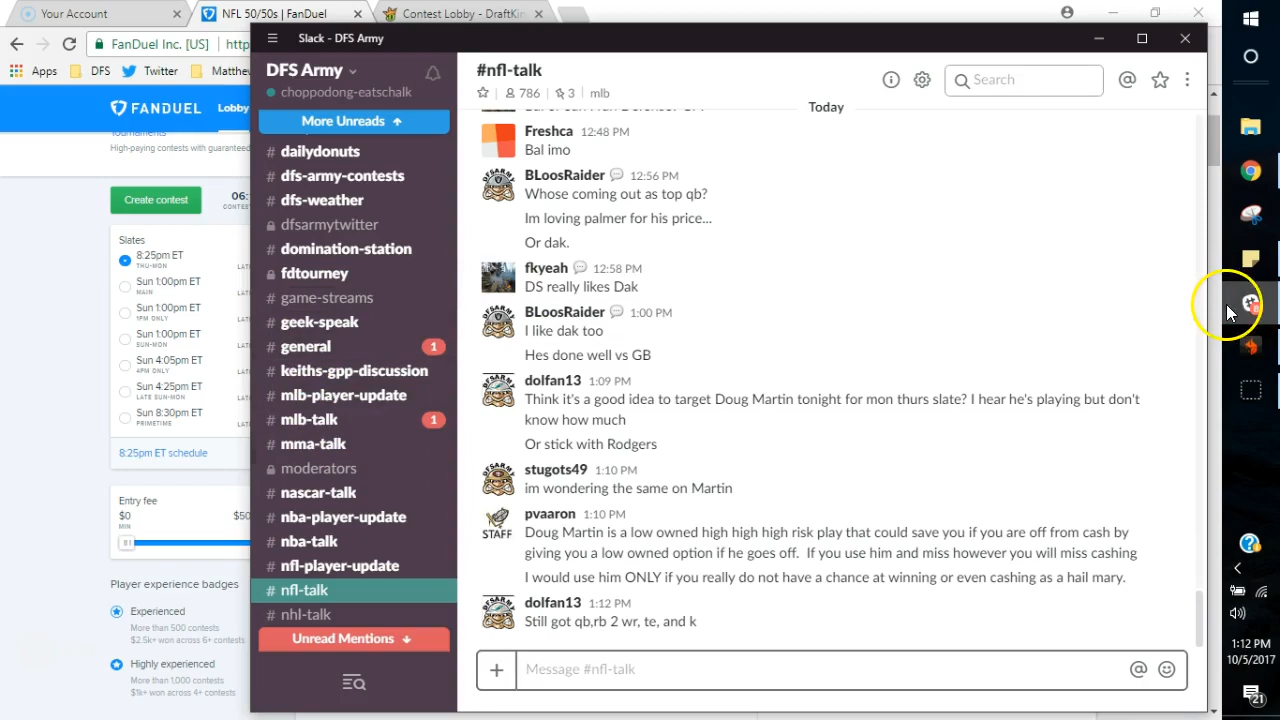 Your Account
NFL 50/50s | FanDuel
Contest Lobby - DraftKin
FanDuel Inc. [US]
Apps
DFS
Twitter
FANDUEL
Lobby
High-paying contests with guaranteed
Create contest
06:
Slates
8:25pm ET
THU-MON
Sun 1:00pm ET
MAIN
Sun 1:00pm ET
1PM ONLY
Sun 1:00pm ET
Sun 4:05pm ET
4PM ONLY
Sun 4:25pm ET
LATE SUN-MON
Sun 8:30pm ET
PRIMETIME
8:25pm ET schedule
Entry fee
$0
MIN
Player experience badges
Experienced
More than 500 contests
$2.5k+ won across 6+ contests
Highly experienced
More than 1,000 contests
$1k+ won across 4+ contests
Slack - DFS Army
DFS Army
choppodong-eatschalk
More Unreads ↑
# dailydonuts
# dfs-army-contests
# dfs-weather
dfsarmytwitter
# domination-station
fdtourney
# game-streams
# geek-speak
# general 1
# keiths-gpp-discussion
# mlb-player-update
# mlb-talk 1
# mma-talk
moderators
# nascar-talk
# nba-player-update
# nba-talk
# nfl-player-update
# nfl-talk
# nhl-talk
Unread Mentions ↓
#nfl-talk
786 | 3 | mlb
Search
Today
Freshca 12:48 PM
Bal imo
BLoosRaider 12:56 PM
Whose coming out as top qb?
Im loving palmer for his price...
Or dak.
fkyeah 12:58 PM
DS really likes Dak
BLoosRaider 1:00 PM
I like dak too
Hes done well vs GB
dolfan13 1:09 PM
Think it's a good idea to target Doug Martin tonight for mon thurs slate? I hear he's playing but don't
know how much
Or stick with Rodgers
stugots49 1:10 PM
im wondering the same on Martin
pvaaron 1:10 PM
STAFF
Doug Martin is a low owned high high high risk play that could save you if you are off from cash by
giving you a low owned option if he goes off. If you use him and miss however you will miss cashing
I would use him ONLY if you really do not have a chance at winning or even cashing as a hail mary.
dolfan13 1:12 PM
Still got qb,rb 2 wr, te, and k
Message #nfl-talk
1:12 PM
10/5/2017
21